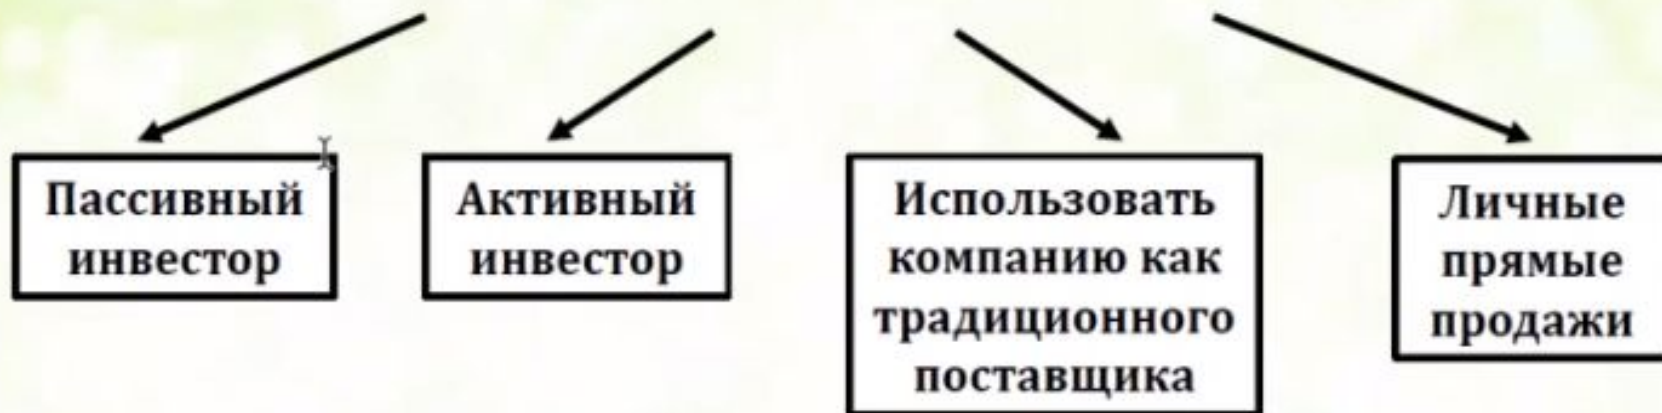 Пассивный
инвестор
Активный
инвестор
Использовать
компанию как
традиционного
поставщика
Личные
прямые
продажи